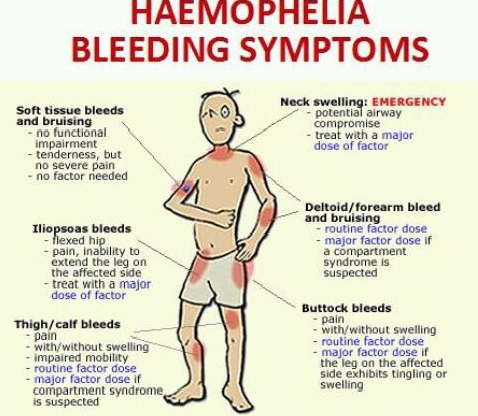 HAEMOPHELIA
BLEEDING SYMPTOMS
Soft tissue bleeds
and bruising
- no functional
impairment
- tenderness, but
no severe pain
- no factor needed
Neck swelling: EMERGENCY
- potential airway
compromise
- treat with a major
dose of factor
Iliopsoas bleeds
- flexed hip
- pain, inability to
extend the leg on
the affected side
- treat with a major
dose of factor
Deltoid/forearm bleed
and bruising
- routine factor dose
- major factor dose if
a compartment
syndrome is
suspected
Thigh/calf bleeds
- pain
- with/without swelling
- impaired mobility
- routine factor dose
- major factor dose if
compartment syndrome
is suspected
Buttock bleeds
- pain
- with/without swelling
- routine factor dose
- major factor dose if
the leg on the affected
side exhibits tingling or
swelling